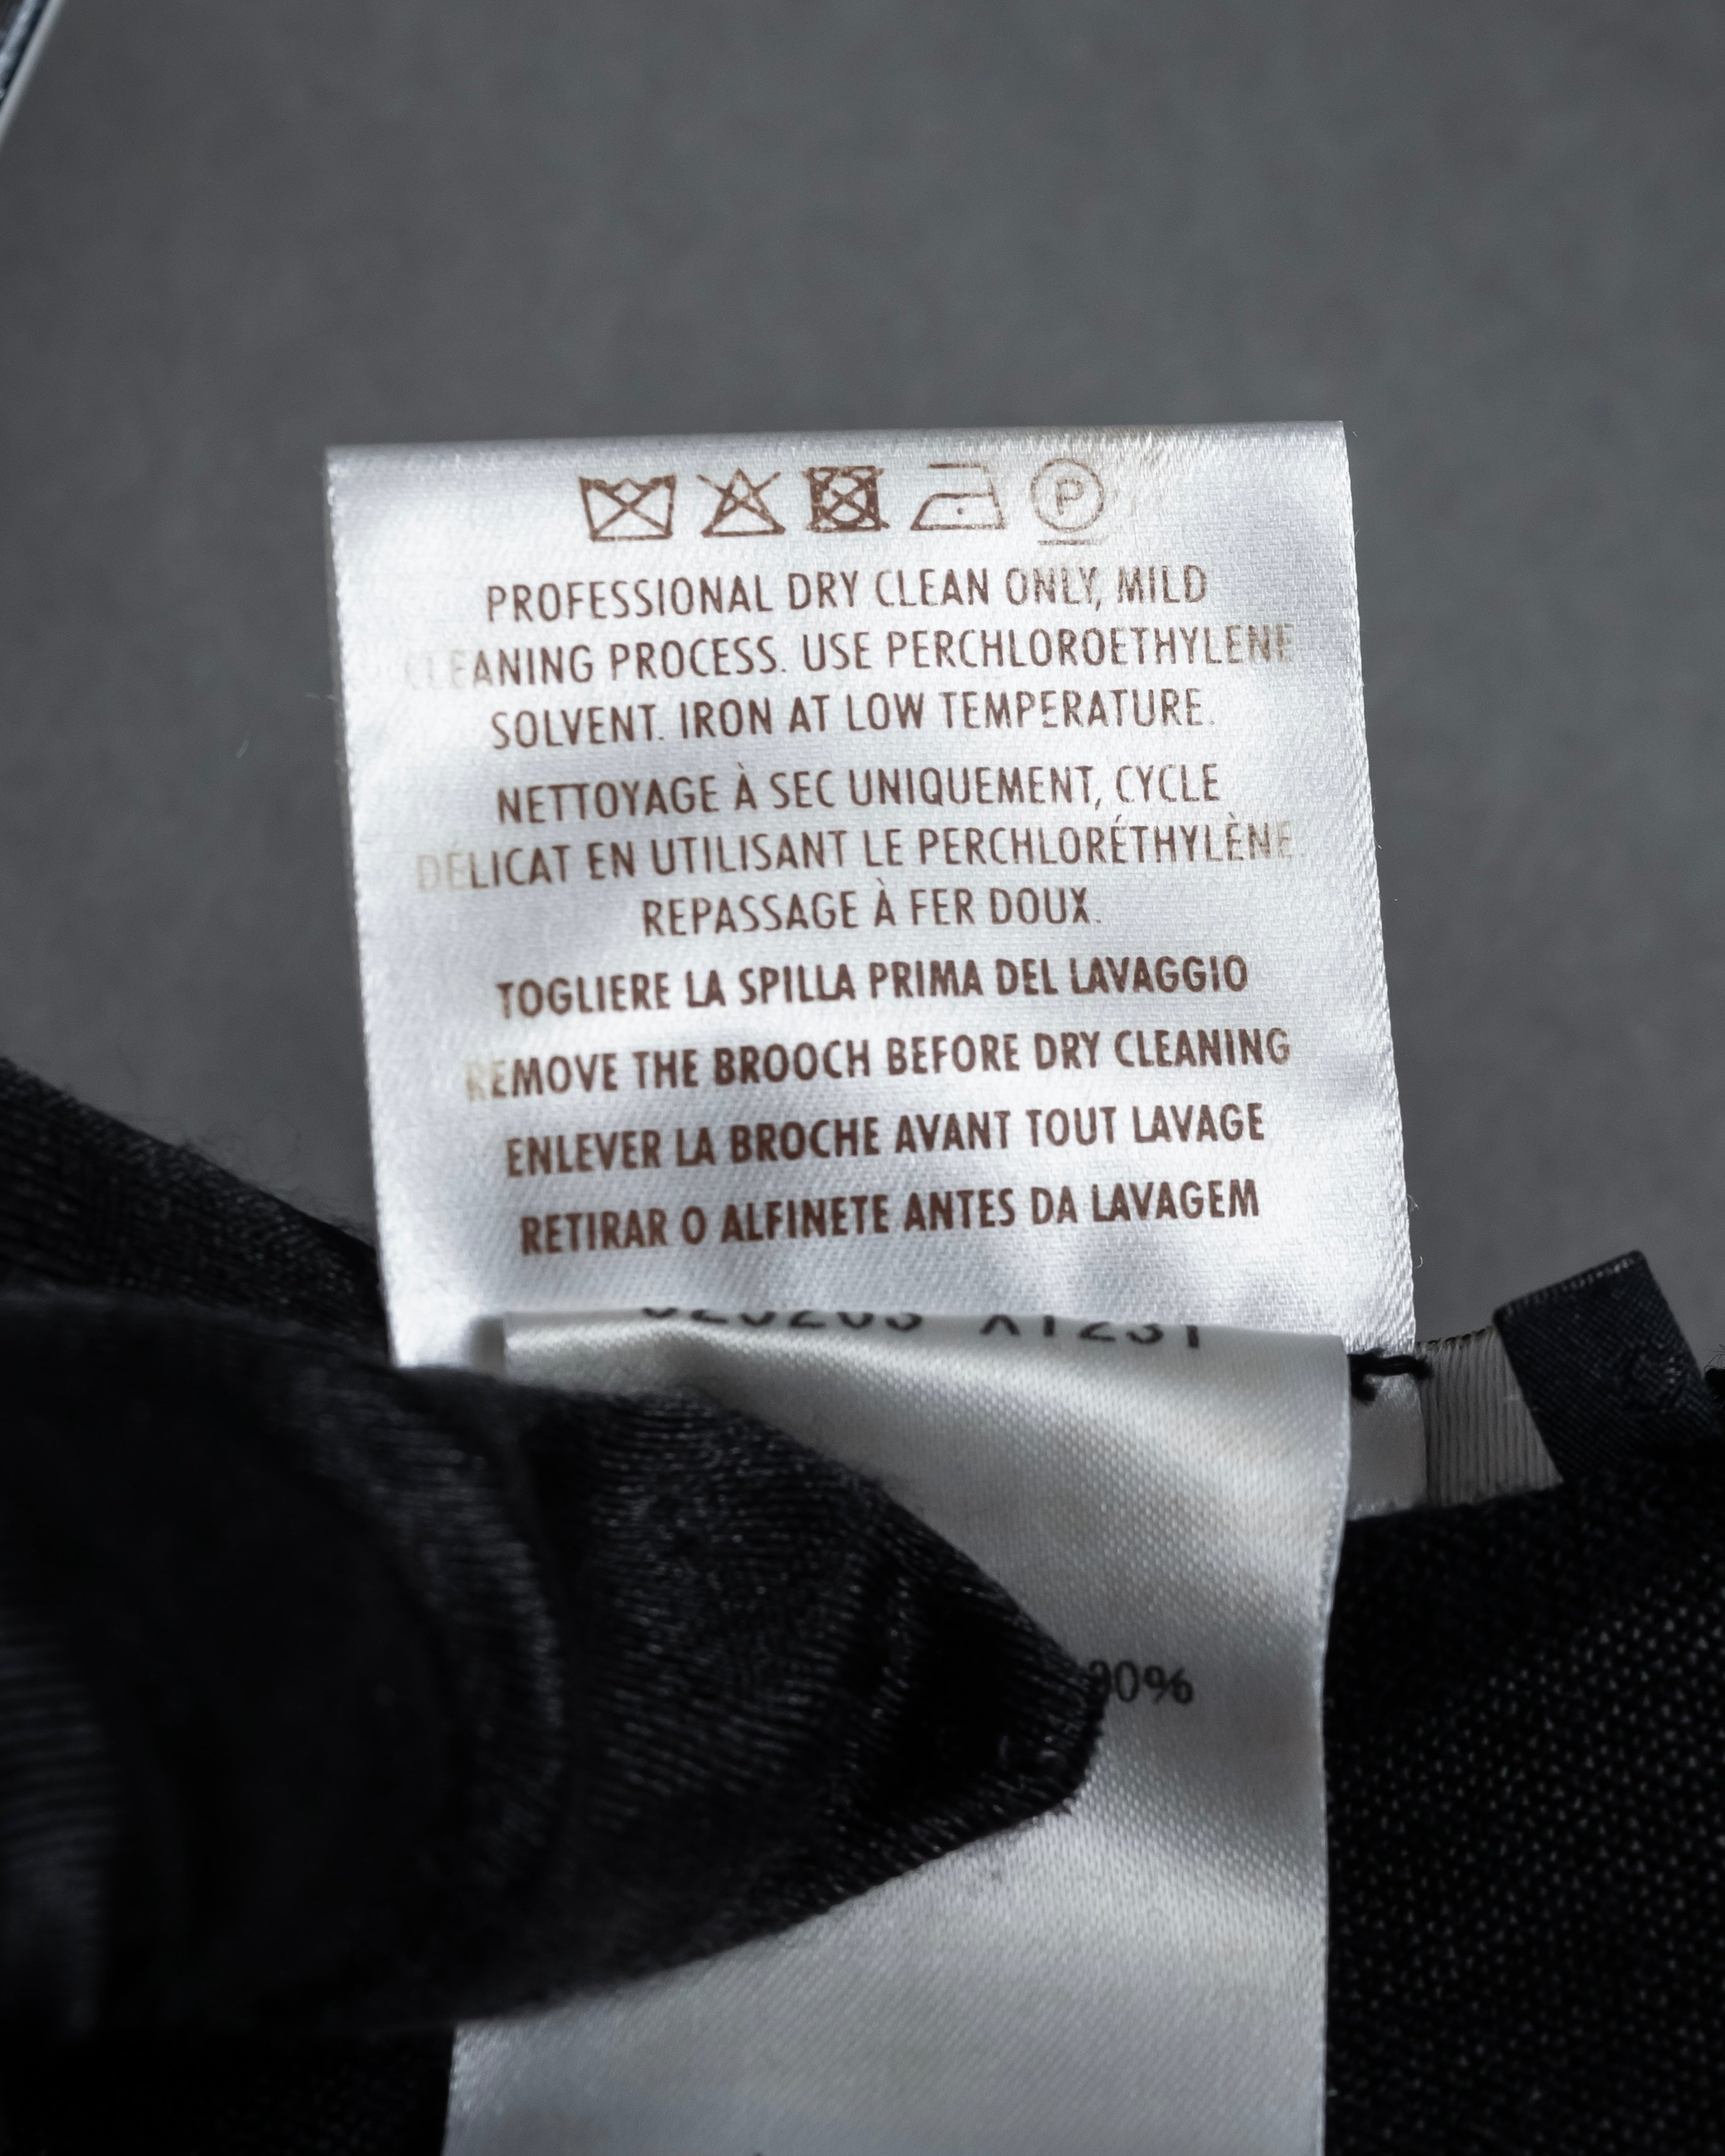 P
PROFESSIONAL DRY CLEAN ONLY, MILD
CLEANING PROCESS. USE PERCHLOROETHYLENE
SOLVENT. IRON AT LOW TEMPERATURE.
NETTOYAGE À SEC UNIQUEMENT, CYCLE
DÉLICAT EN UTILISANT LE PERCHLORÉTHYLÈNE.
REPASSAGE À FER DOUX.
TOGLIERE LA SPILLA PRIMA DEL LAVAGGIO
REMOVE THE BROOCH BEFORE DRY CLEANING
ENLEVER LA BROCHE AVANT TOUT LAVAGE
RETIRAR O ALFINETE ANTES DA LAVAGEM